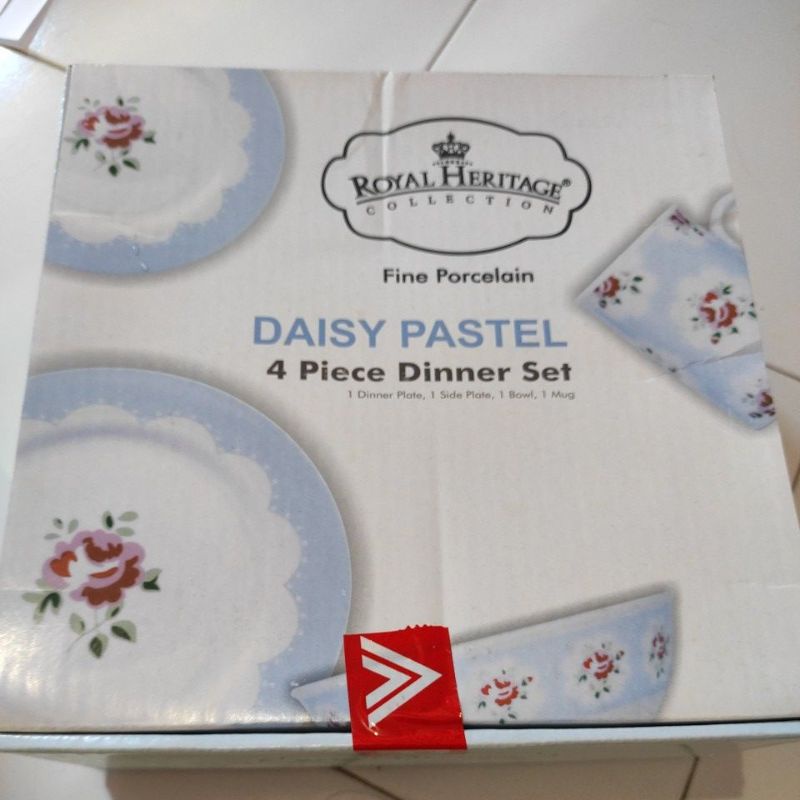 ROYAL HERITAGE®
COLLECTION
Fine Porcelain
DAISY PASTEL
4 Piece Dinner Set
1 Dinner Plate, 1 Side Plate, 1 Bowl, 1 Mug